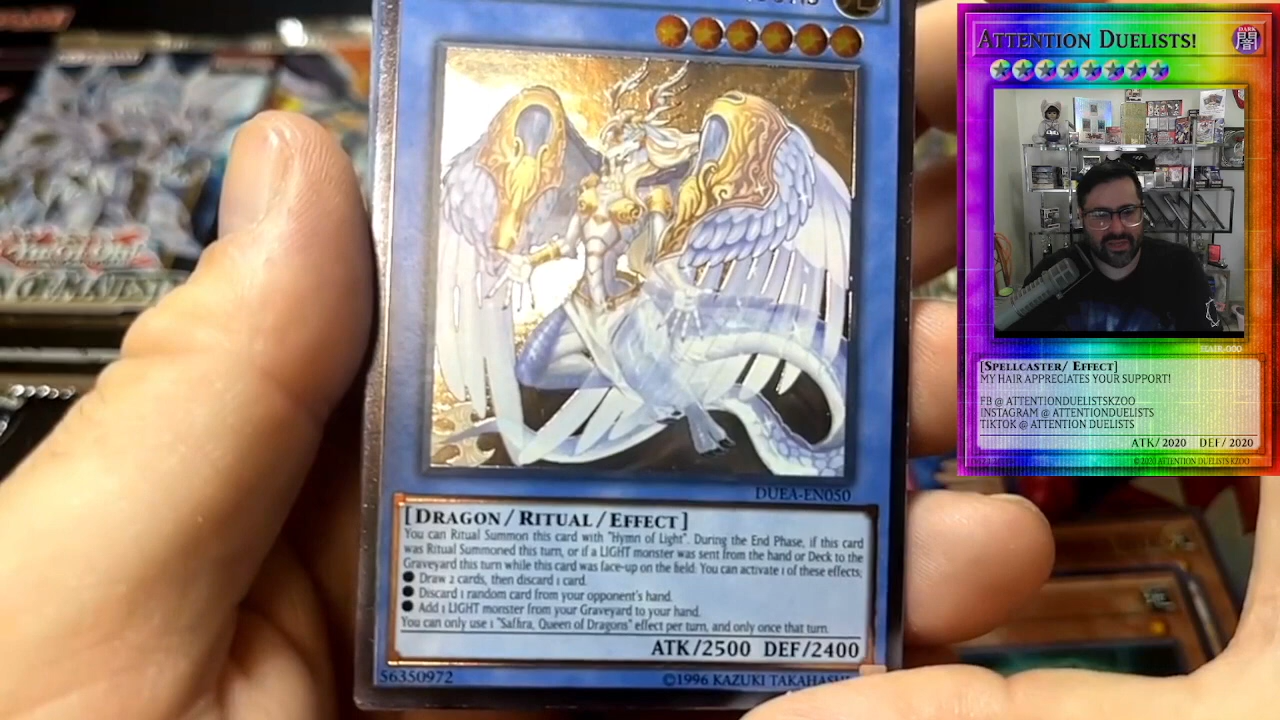 DUEA-EN050
[DRAGON/RITUAL/EFFECT]
You can Ritual Summon this card with "Hymn of Light". During the End Phase, if this card
was Ritual Summoned this turn, or if a LIGHT monster was sent from the hand or Deck to the
Graveyard this turn while this card was face-up on the field: You can activate 1 of these effects;
● Draw 2 cards, then discard 1 card.
● Discard 1 random card from your opponent's hand.
● Add 1 LIGHT monster from your Graveyard to your hand.
You can only use 1 "Saffira, Queen of Dragons" effect per turn, and only once that turn.
ATK/2500 DEF/2400
56350972
©1996 KAZUKI TAKAHASHI
ATTENTION DUELISTS!
DARK
闇
HAIR-000
[SPELLCASTER/ EFFECT]
MY HAIR APPRECIATES YOUR SUPPORT!
FB @ ATTENTIONDUELISTSKZOO
INSTAGRAM @ ATTENTIONDUELISTS
TIKTOK @ ATTENTION DUELISTS
ATK/2020 DEF/2020
© 2020 ATTENTION DUELISTS KZOO